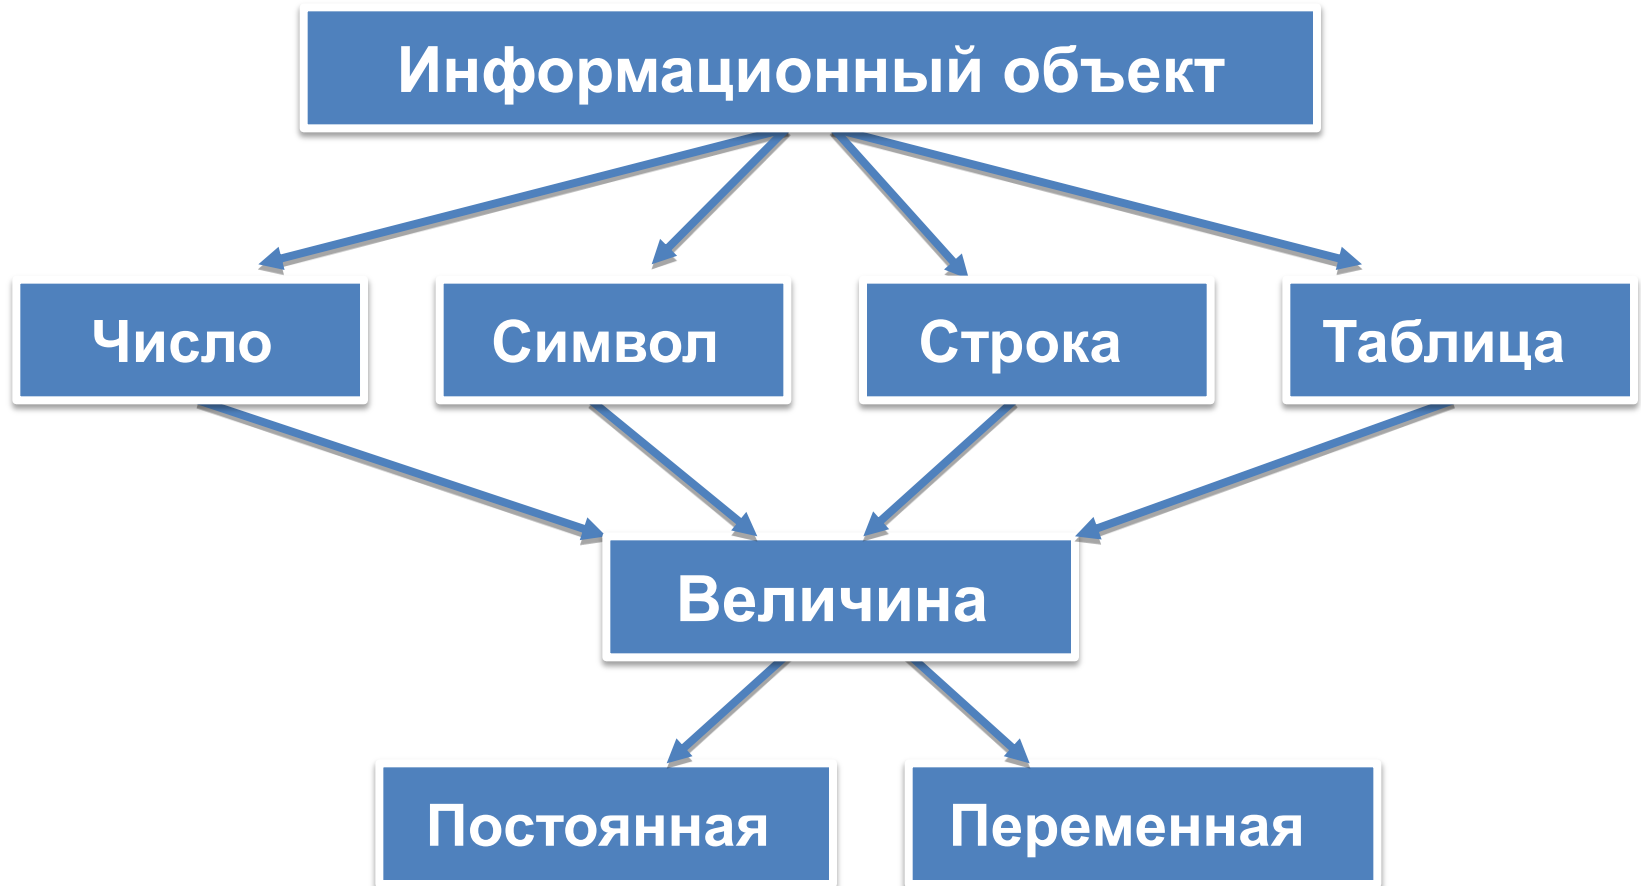 Информационный объект
Число
Символ
Строка
Таблица
Величина
Постоянная
Переменная